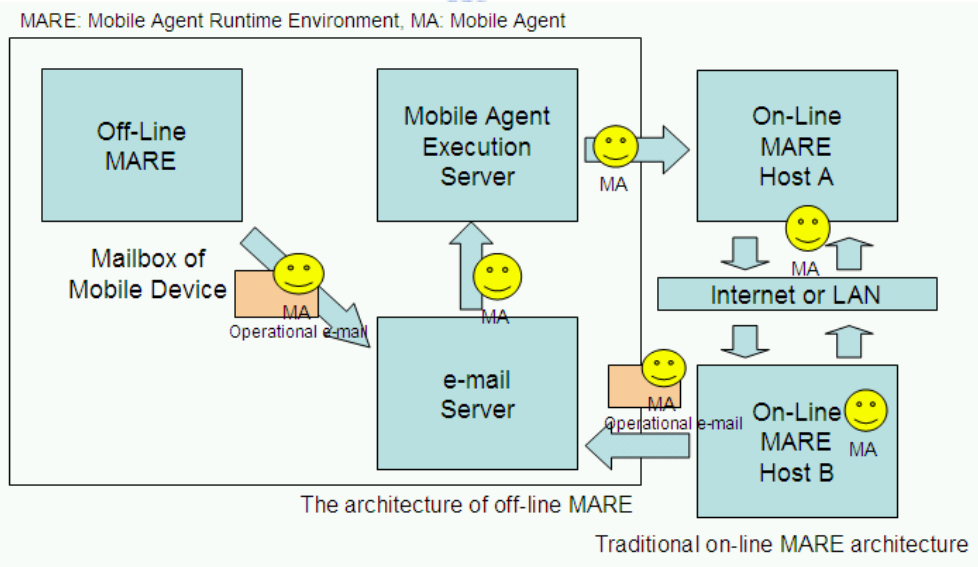 MARE: Mobile Agent Runtime Environment, MA: Mobile Agent
Off-Line
MARE
Mobile Agent
Execution
Server
On-Line
MARE
Host A
MA
Mailbox of
Mobile Device
MA
Operational e-mail
MA
MA
Internet or LAN
e-mail
Server
MA
Operational e-mail
On-Line
MARE
Host B
MA
The architecture of off-line MARE
Traditional on-line MARE architecture